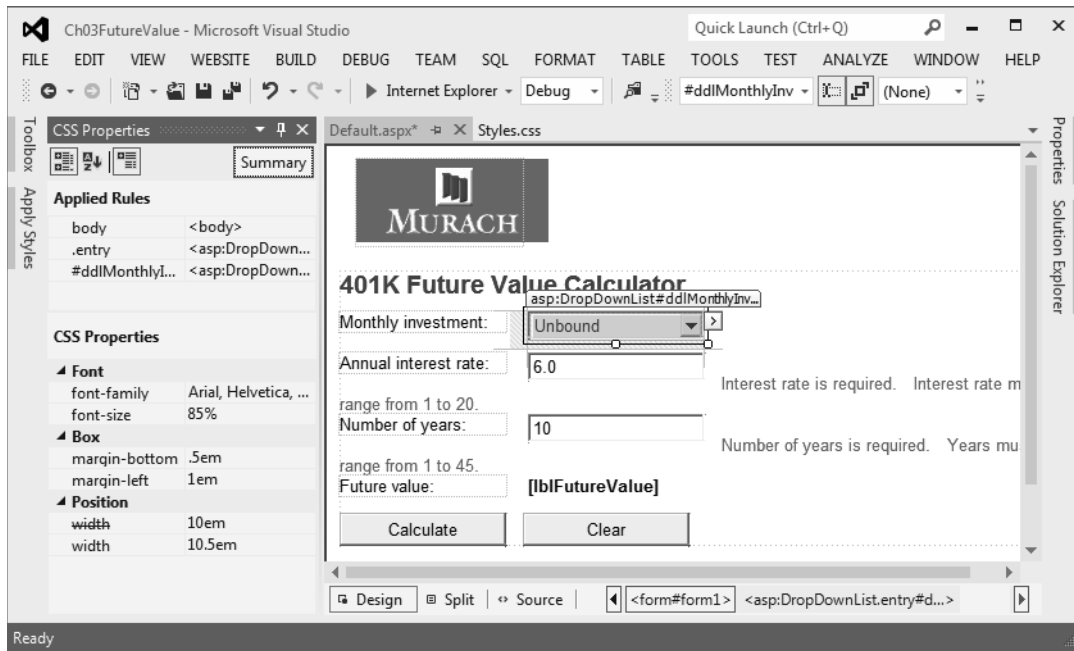 Ch03FutureValue - Microsoft Visual Studio
Quick Launch (Ctrl+Q)
FILE EDIT VIEW WEBSITE BUILD DEBUG TEAM SQL FORMAT TABLE TOOLS TEST ANALYZE WINDOW HELP
Internet Explorer Debug #ddlMonthlyInv (None)
Toolbox
Apply Styles
CSS Properties
Summary
Applied Rules
body <body>
.entry <asp:DropDown...
#ddlMonthlyI... <asp:DropDown...
CSS Properties
Font
font-family Arial, Helvetica, ...
font-size 85%
Box
margin-bottom .5em
margin-left 1em
Position
width 10em
width 10.5em
Default.aspx* Styles.css
MURACH
401K Future Value Calculator
asp:DropDownList#ddlMonthlyInv...
Monthly investment: Unbound
Annual interest rate: 6.0
Interest rate is required. Interest rate m
range from 1 to 20.
Number of years: 10
Number of years is required. Years mu
range from 1 to 45.
Future value: [lblFutureValue]
Calculate Clear
Design Split Source <form#form1> <asp:DropDownList.entry#d...>
Properties
Solution Explorer
Ready